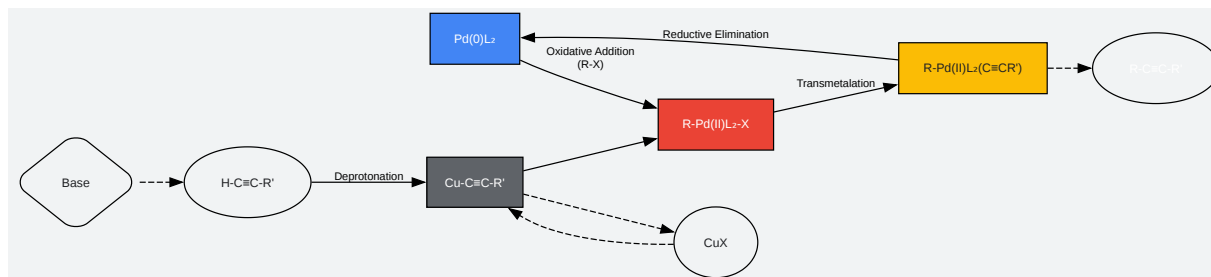 Pd(0)L₂
Reductive Elimination
Oxidative Addition
(R-X)
R-Pd(II)L₂(C≡CR')
R-C≡C-R'
Transmetalation
R-Pd(II)L₂-X
Base
H-C≡C-R'
Deprotonation
Cu-C≡C-R'
CuX